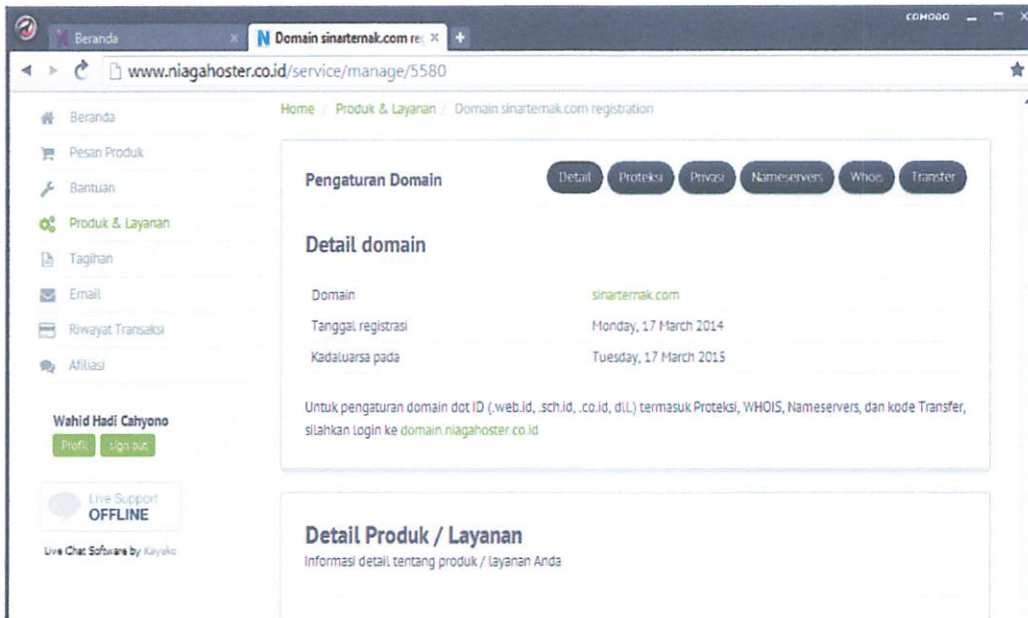 COMODO
Beranda
Domain sinarternak.com re
www.niagahoster.co.id/service/manage/5580
Home / Produk & Layanan / Domain sinarternak.com registration
Beranda
Pesan Produk
Bantuan
Produk & Layanan
Tagihan
Email
Riwayat Transaksi
Afiliasi
Wahid Hadi Cahyono
Profil sign out
Live Support
OFFLINE
Live Chat Software by Kayako
Pengaturan Domain
Detail Proteksi Privasi Nameservers Whois Transfer
Detail domain
Domain sinarternak.com
Tanggal registrasi Monday, 17 March 2014
Kadaluarsa pada Tuesday, 17 March 2015
Untuk pengaturan domain dot ID (.web.id, .sch.id, .co.id, dll.) termasuk Proteksi, WHOIS, Nameservers, dan kode Transfer,
silahkan login ke domain.niagahoster.co.id
Detail Produk / Layanan
Informasi detail tentang produk / layanan Anda